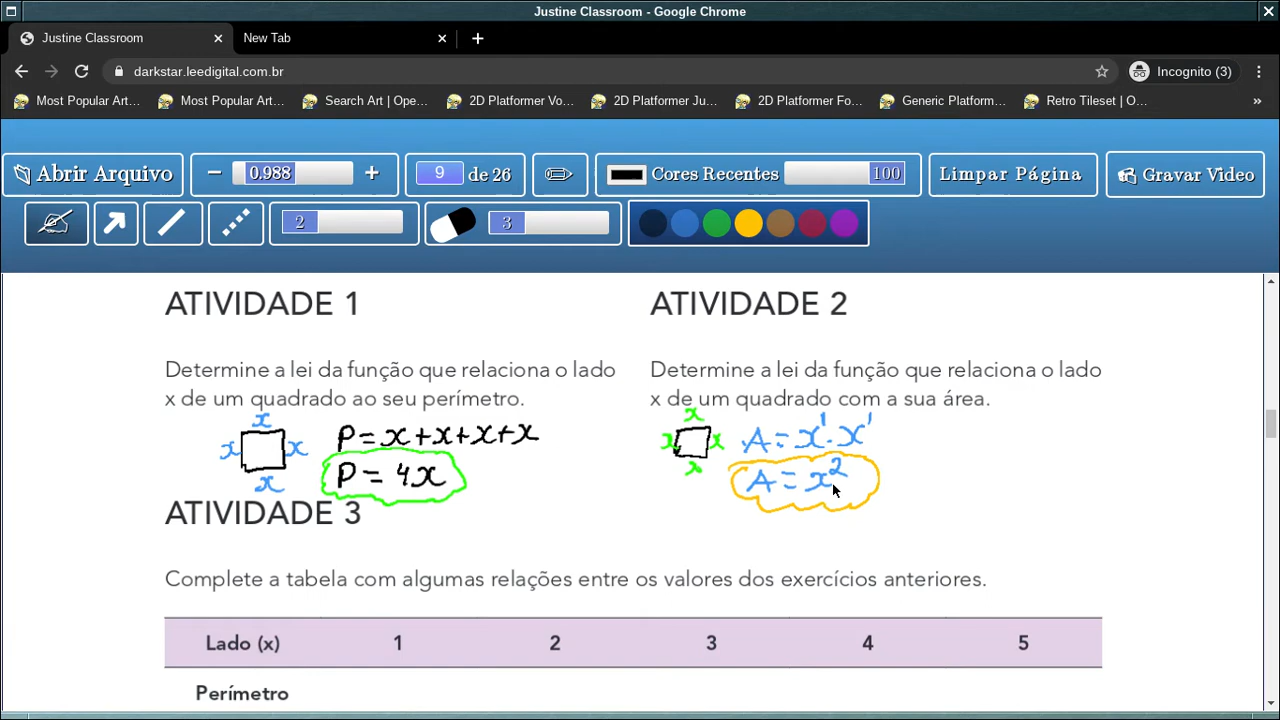 Justine Classroom - Google Chrome
Justine Classroom
New Tab
darkstar.leedigital.com.br
Incognito (3)
Most Popular Art...
Most Popular Art...
Search Art | Ope...
2D Platformer Vo...
2D Platformer Ju...
2D Platformer Fo...
Generic Platform...
Retro Tileset | O...
»
Abrir Arquivo
− 0.988 +
9 de 26
Cores Recentes 100
Limpar Página
Gravar Video
2
3
ATIVIDADE 1
Determine a lei da função que relaciona o lado
x de um quadrado ao seu perímetro.
x
x x
x
P = x+x+x+x
P = 4x
ATIVIDADE 2
Determine a lei da função que relaciona o lado
x de um quadrado com a sua área.
x
x x
x
A = x¹.x¹
A = x²
ATIVIDADE 3
Complete a tabela com algumas relações entre os valores dos exercícios anteriores.
Lado (x) 1 2 3 4 5
Perímetro